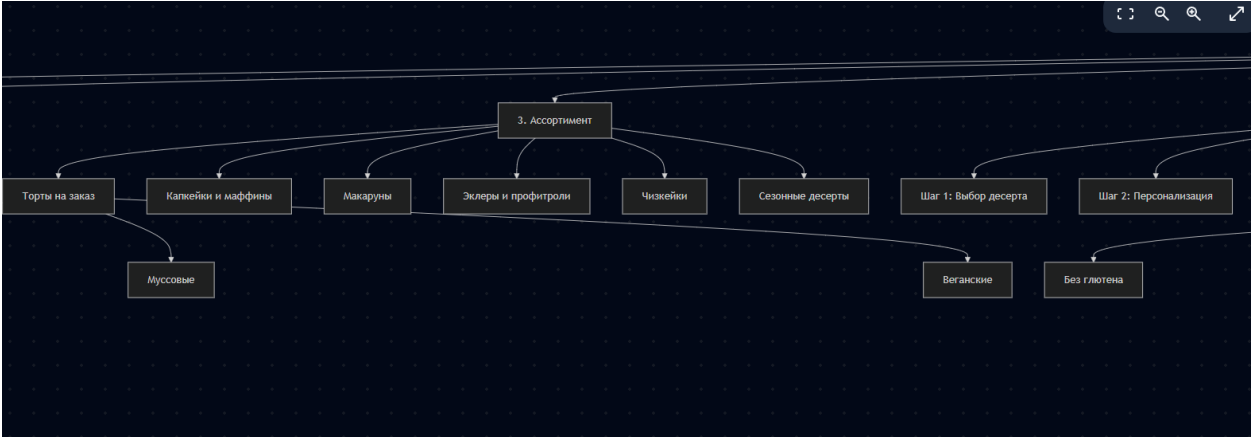 3. Ассортимент
Торты на заказ
Капкейки и маффины
Макаруны
Эклеры и профитроли
Чизкейки
Сезонные десерты
Шаг 1: Выбор десерта
Шаг 2: Персонализация
Муссовые
Веганские
Без глютена